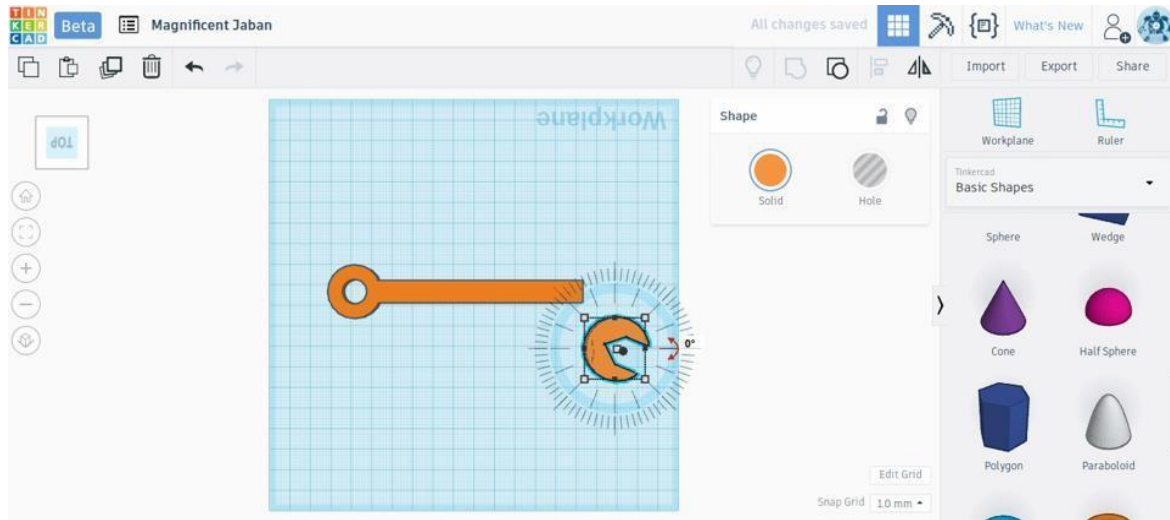 TIN
KER
CAD
Beta
Magnificent Jaban
All changes saved
What's New
Import
Export
Share
Workplane
TOP
Shape
Solid
Hole
0°
Edit Grid
Snap Grid 1.0 mm
Workplane
Ruler
Tinkercad
Basic Shapes
Sphere
Wedge
Cone
Half Sphere
Polygon
Paraboloid